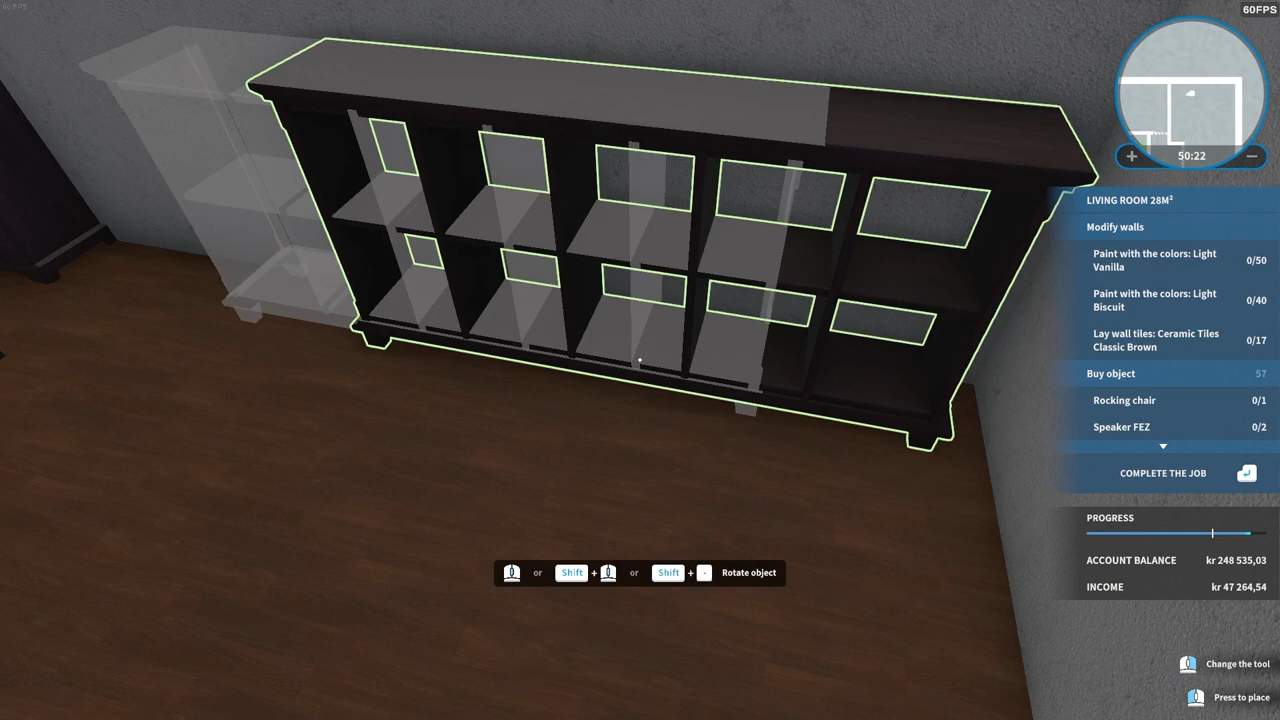 60 FPS
60FPS
50:22
LIVING ROOM 28M²
Modify walls
Paint with the colors: Light Vanilla 0/50
Paint with the colors: Light Biscuit 0/40
Lay wall tiles: Ceramic Tiles Classic Brown 0/17
Buy object 57
Rocking chair 0/1
Speaker FEZ 0/2
COMPLETE THE JOB
PROGRESS
ACCOUNT BALANCE kr 248 535,03
INCOME kr 47 264,54
or Shift + or Shift + . Rotate object
Change the tool
Press to place